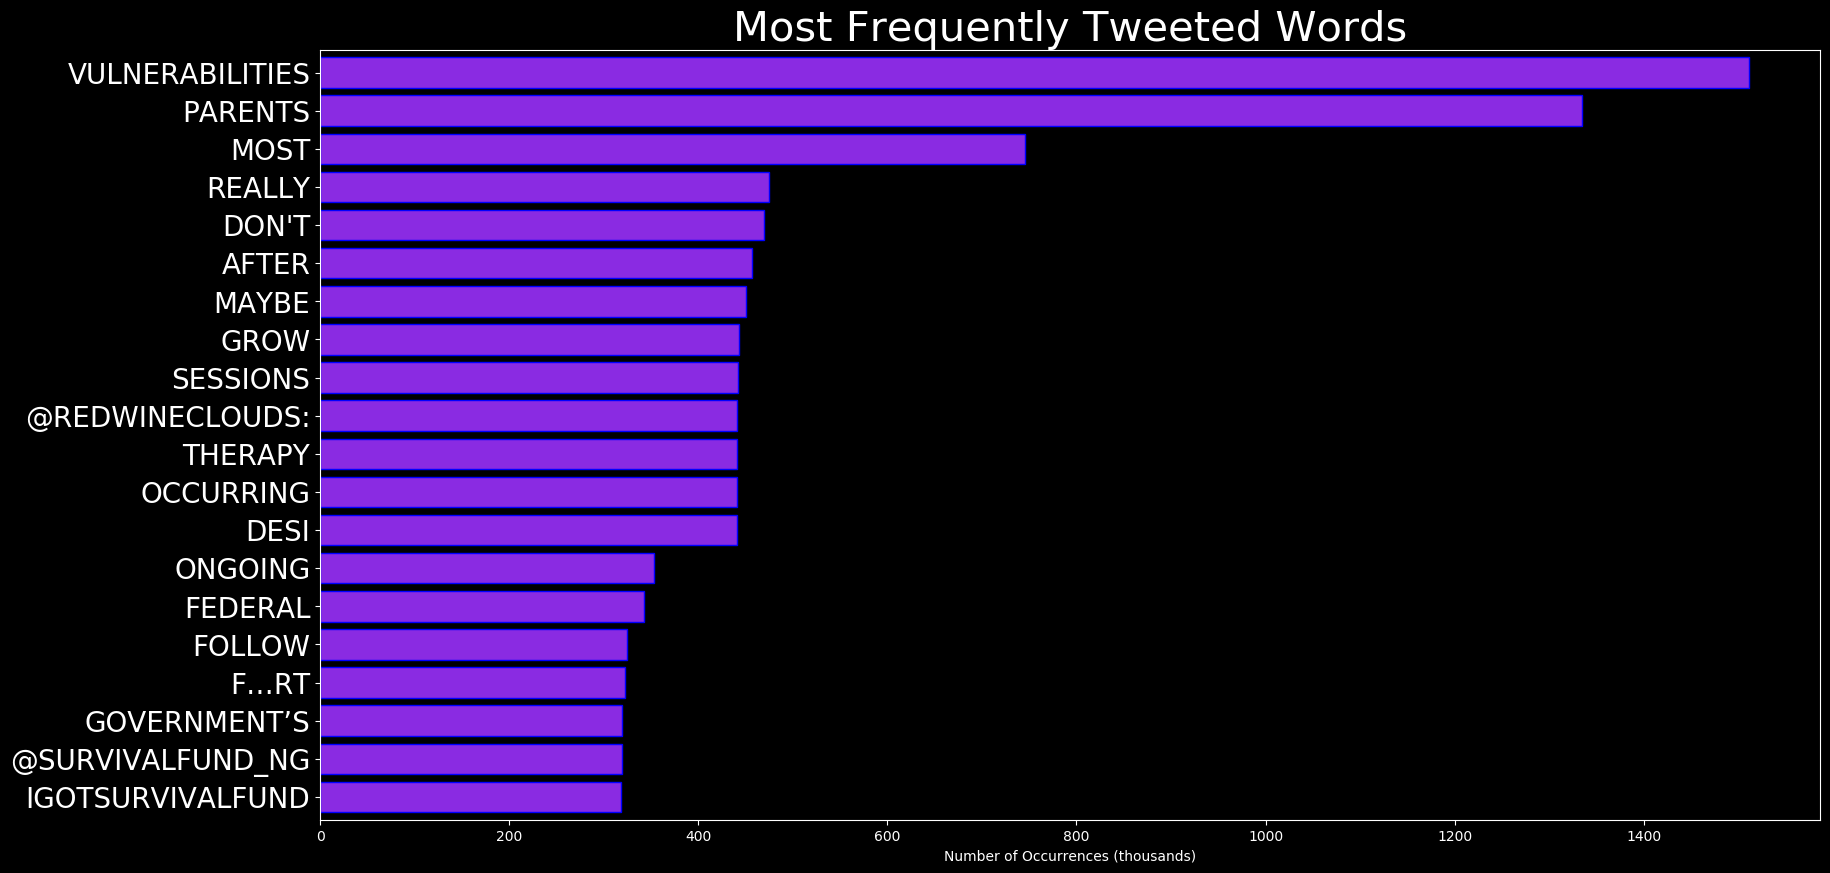 Most Frequently Tweeted Words
VULNERABILITIES
PARENTS
MOST
REALLY
DON'T
AFTER
MAYBE
GROW
SESSIONS
@REDWINECLOUDS:
THERAPY
OCCURRING
DESI
ONGOING
FEDERAL
FOLLOW
F…RT
GOVERNMENT’S
@SURVIVALFUND_NG
IGOTSURVIVALFUND
0 200 400 600 800 1000 1200 1400
Number of Occurrences (thousands)